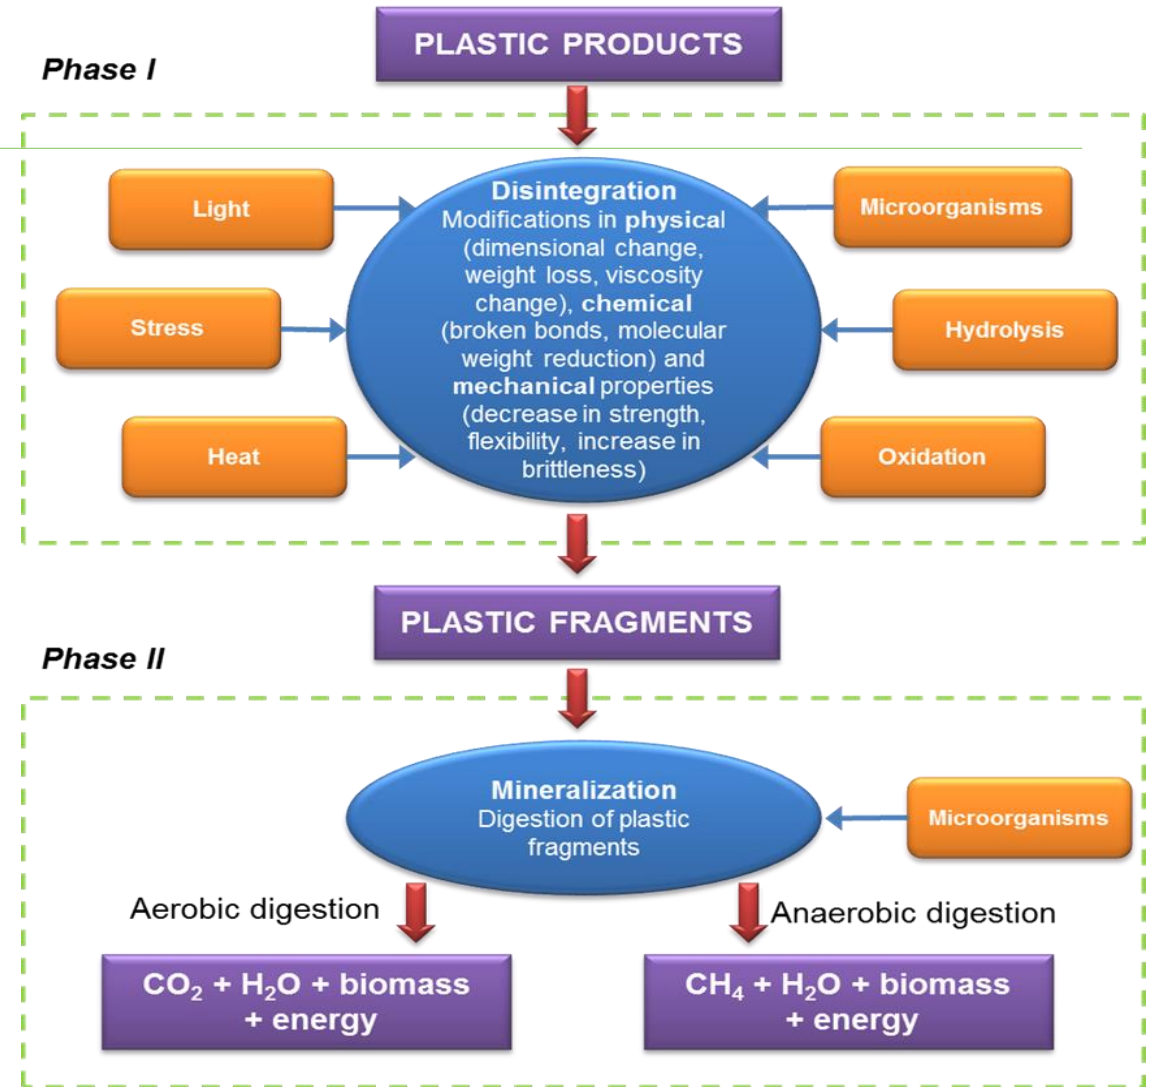 PLASTIC PRODUCTS
Phase I
Light
Stress
Heat
Disintegration
Modifications in physical
(dimensional change,
weight loss, viscosity
change), chemical
(broken bonds, molecular
weight reduction) and
mechanical properties
(decrease in strength,
flexibility, increase in
brittleness)
Microorganisms
Hydrolysis
Oxidation
PLASTIC FRAGMENTS
Phase II
Mineralization
Digestion of plastic
fragments
Microorganisms
Aerobic digestion
Anaerobic digestion
CO₂ + H₂O + biomass
+ energy
CH₄ + H₂O + biomass
+ energy